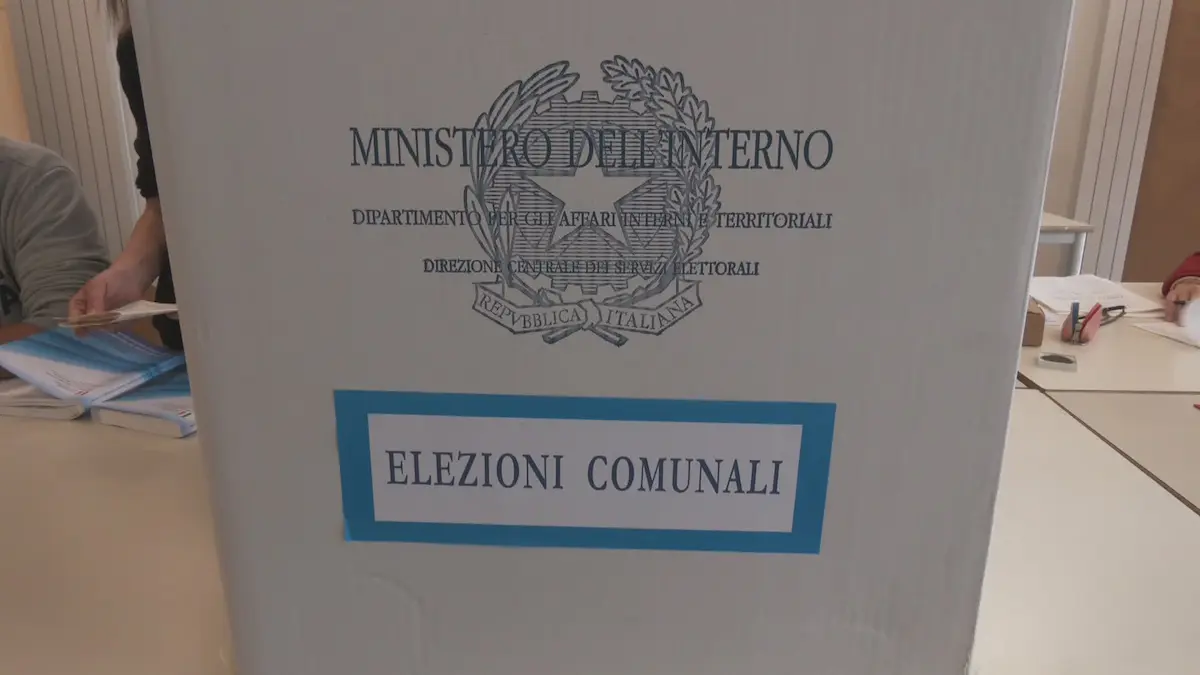 MINISTERO DELL'INTERNO
DIPARTIMENTO PER GLI AFFARI INTERNI E TERRITORIALI
DIREZIONE CENTRALE DEI SERVIZI ELETTORALI
REPVBBLICA ITALIANA
ELEZIONI COMUNALI